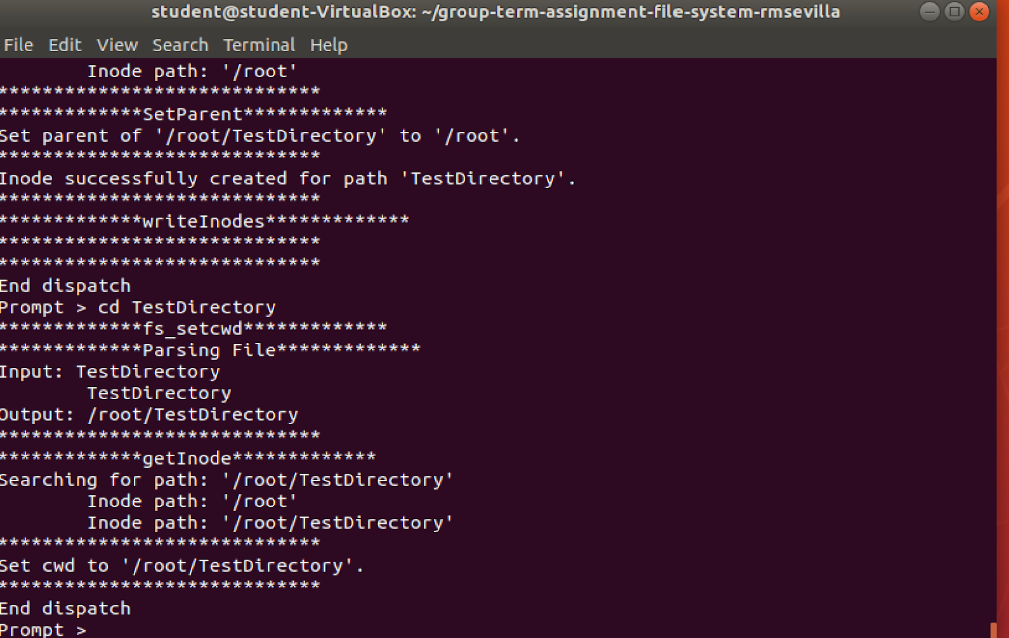 student@student-VirtualBox: ~/group-term-assignment-file-system-rmsevilla
File Edit View Search Terminal Help
        Inode path: '/root'
*****************************
*************SetParent*************
Set parent of '/root/TestDirectory' to '/root'.
*****************************
Inode successfully created for path 'TestDirectory'.
*****************************
*************writeInodes*************
*****************************
*****************************
End dispatch
Prompt > cd TestDirectory
*************fs_setcwd*************
*************Parsing File*************
Input: TestDirectory
        TestDirectory
Output: /root/TestDirectory
*****************************
*************getInode*************
Searching for path: '/root/TestDirectory'
        Inode path: '/root'
        Inode path: '/root/TestDirectory'
*****************************
Set cwd to '/root/TestDirectory'.
*****************************
End dispatch
Prompt >